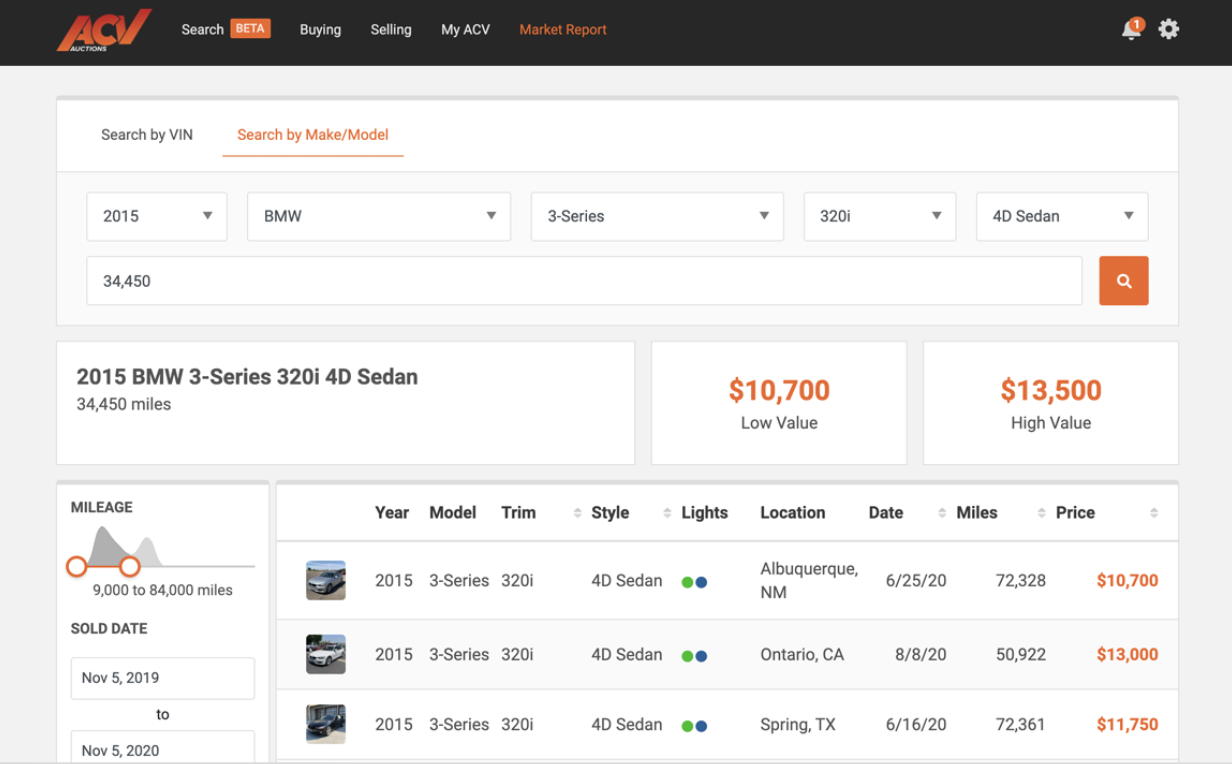 ACV
AUCTIONS
Search BETA Buying Selling My ACV Market Report 1
Search by VIN Search by Make/Model
2015 BMW 3-Series 320i 4D Sedan
34,450
2015 BMW 3-Series 320i 4D Sedan
34,450 miles
$10,700
Low Value
$13,500
High Value
MILEAGE
9,000 to 84,000 miles
SOLD DATE
Nov 5, 2019
to
Nov 5, 2020
Year Model Trim Style Lights Location Date Miles Price
2015 3-Series 320i 4D Sedan Albuquerque, NM 6/25/20 72,328 $10,700
2015 3-Series 320i 4D Sedan Ontario, CA 8/8/20 50,922 $13,000
2015 3-Series 320i 4D Sedan Spring, TX 6/16/20 72,361 $11,750